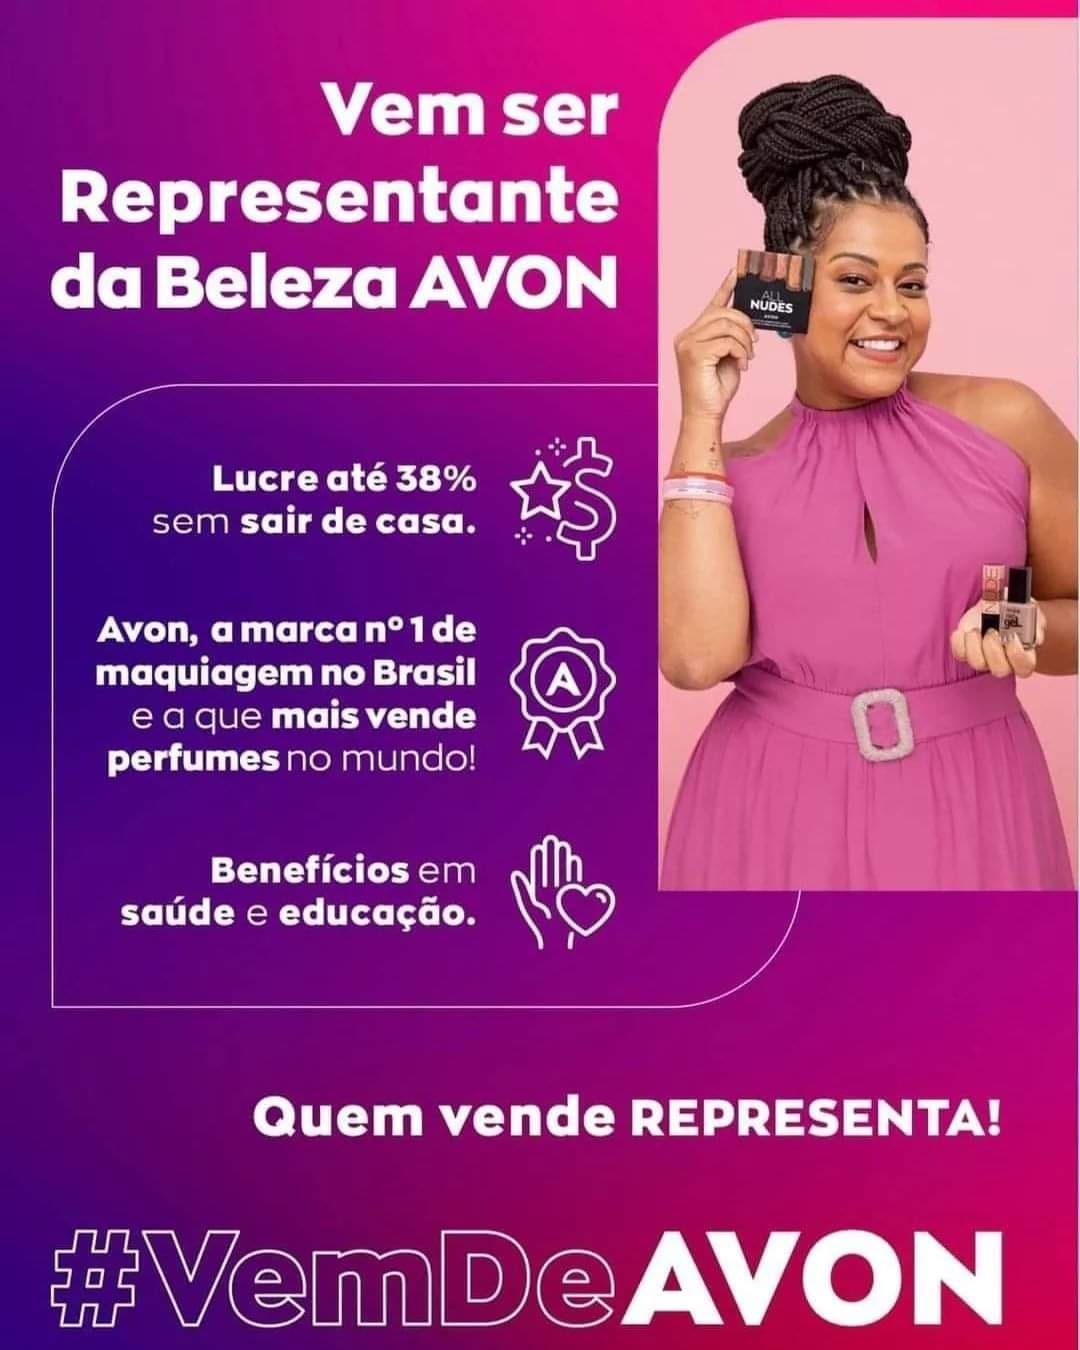 Vem ser
Representante
da Beleza AVON
ALL
NUDES
AVON
Lucre até 38%
sem sair de casa.
NUDE
gel
Avon, a marca nº 1 de
maquiagem no Brasil
e a que mais vende
perfumes no mundo!
A
Benefícios em
saúde e educação.
Quem vende REPRESENTA!
#VemDeAVON